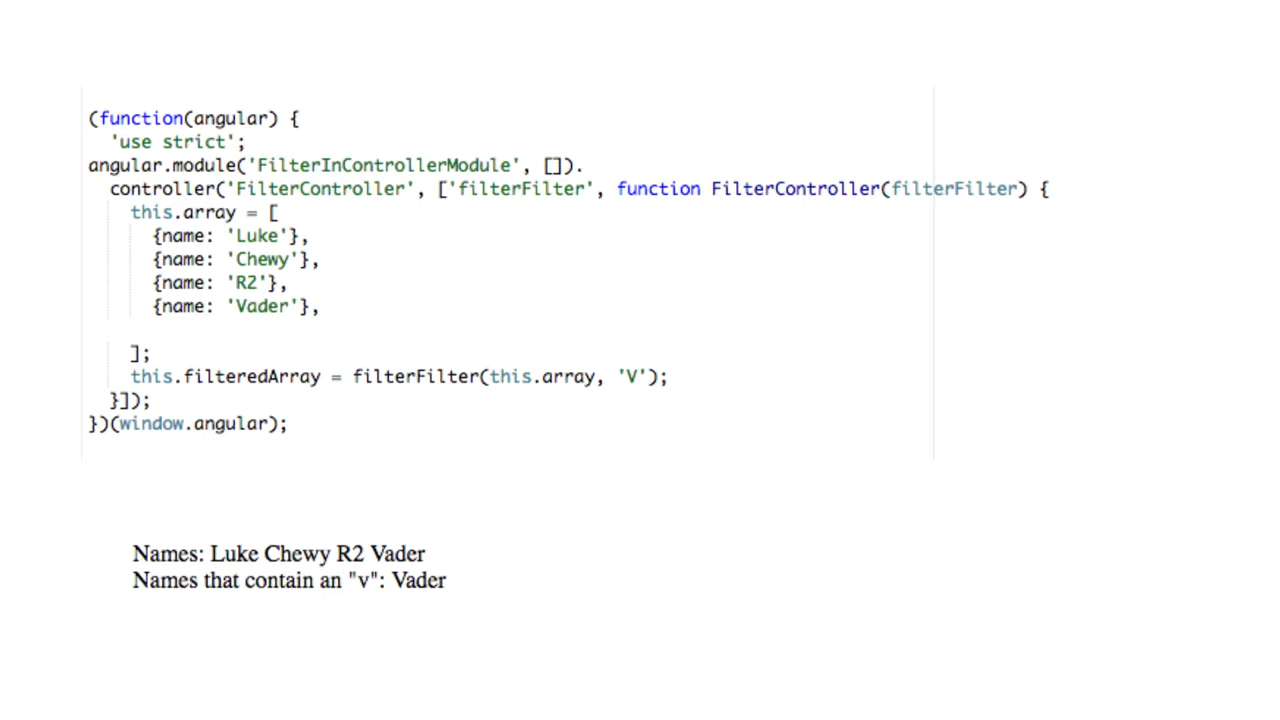 (function(angular) {
'use strict';
angular.module('FilterInControllerModule', []).
controller('FilterController', ['filterFilter', function FilterController(filterFilter) {
this.array = [
{name: 'Luke'},
{name: 'Chewy'},
{name: 'R2'},
{name: 'Vader'},
];
this.filteredArray = filterFilter(this.array, 'V');
}]);
})(window.angular);
Names: Luke Chewy R2 Vader
Names that contain an "v": Vader